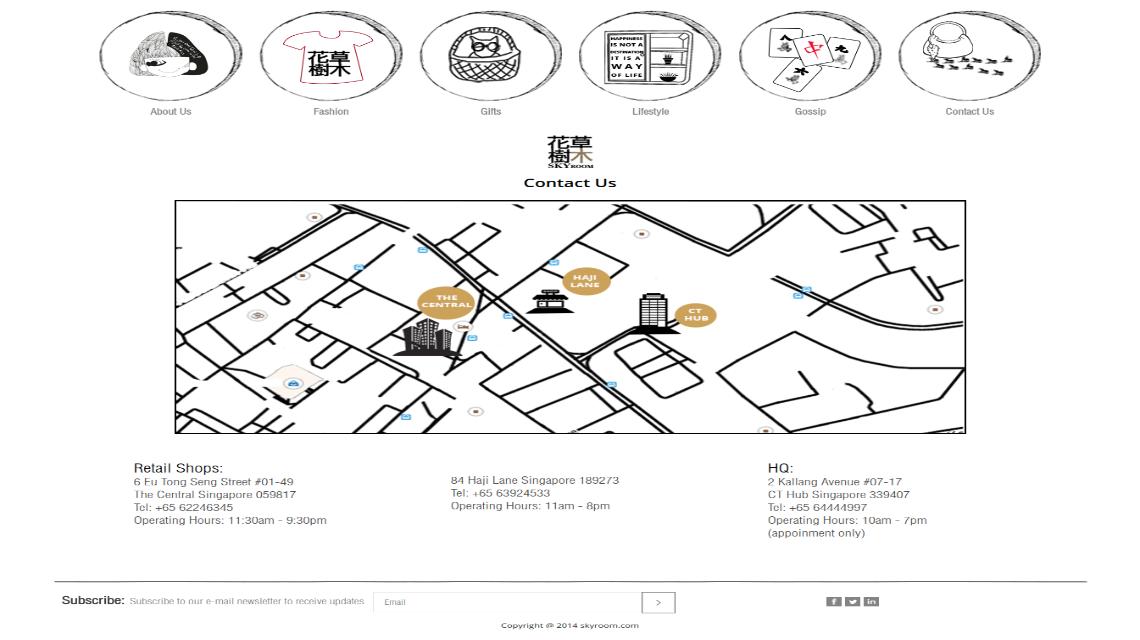 花草
樹木
HAPPINESS
IS NOT A
DESTINATION
IT IS A
WAY
OF LIFE
中
About Us
Fashion
Gifts
Lifestyle
Gossip
Contact Us
花草
樹木
SKYROOM
Contact Us
HAJI
LANE
THE
CENTRAL
CT
HUB
Retail Shops:
6 Eu Tong Seng Street #01-49
The Central Singapore 059817
Tel: +65 62246345
Operating Hours: 11:30am - 9:30pm
84 Haji Lane Singapore 189273
Tel: +65 63924533
Operating Hours: 11am - 8pm
HQ:
2 Kallang Avenue #07-17
CT Hub Singapore 339407
Tel: +65 64444997
Operating Hours: 10am - 7pm
(appoinment only)
Subscribe: Subscribe to our e-mail newsletter to receive updates
Email
>
Copyright @ 2014 skyroom.com